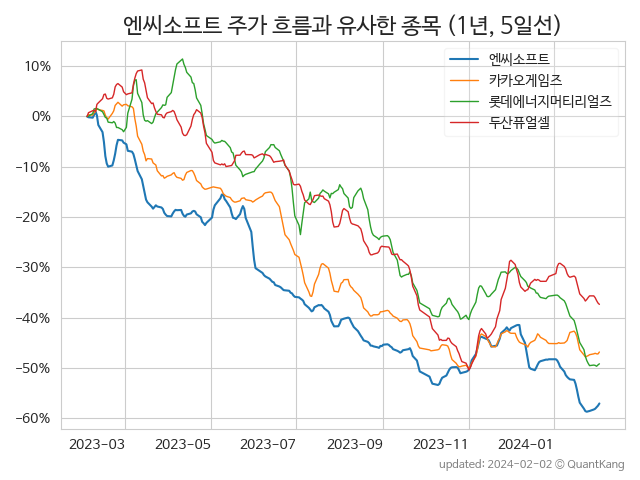 엔씨소프트 주가 흐름과 유사한 종목 (1년, 5일선)
엔씨소프트
카카오게임즈
롯데에너지머티리얼즈
두산퓨얼셀
10%
0%
−10%
−20%
−30%
−40%
−50%
−60%
2023−03 2023−05 2023−07 2023−09 2023−11 2024−01
updated: 2024-02-02 © QuantKang